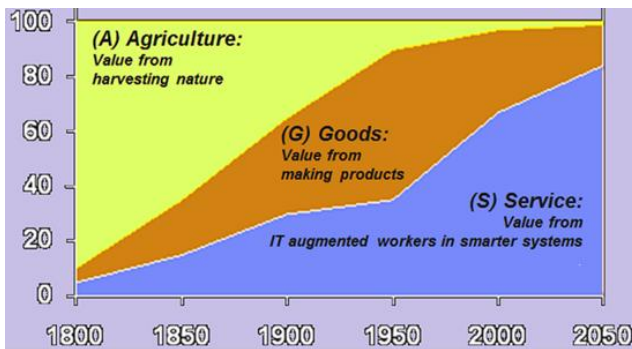 100
80
60
40
20
0
(A) Agriculture:
Value from
harvesting nature
(G) Goods:
Value from
making products
(S) Service:
Value from
IT augmented workers in smarter systems
1800 1850 1900 1950 2000 2050